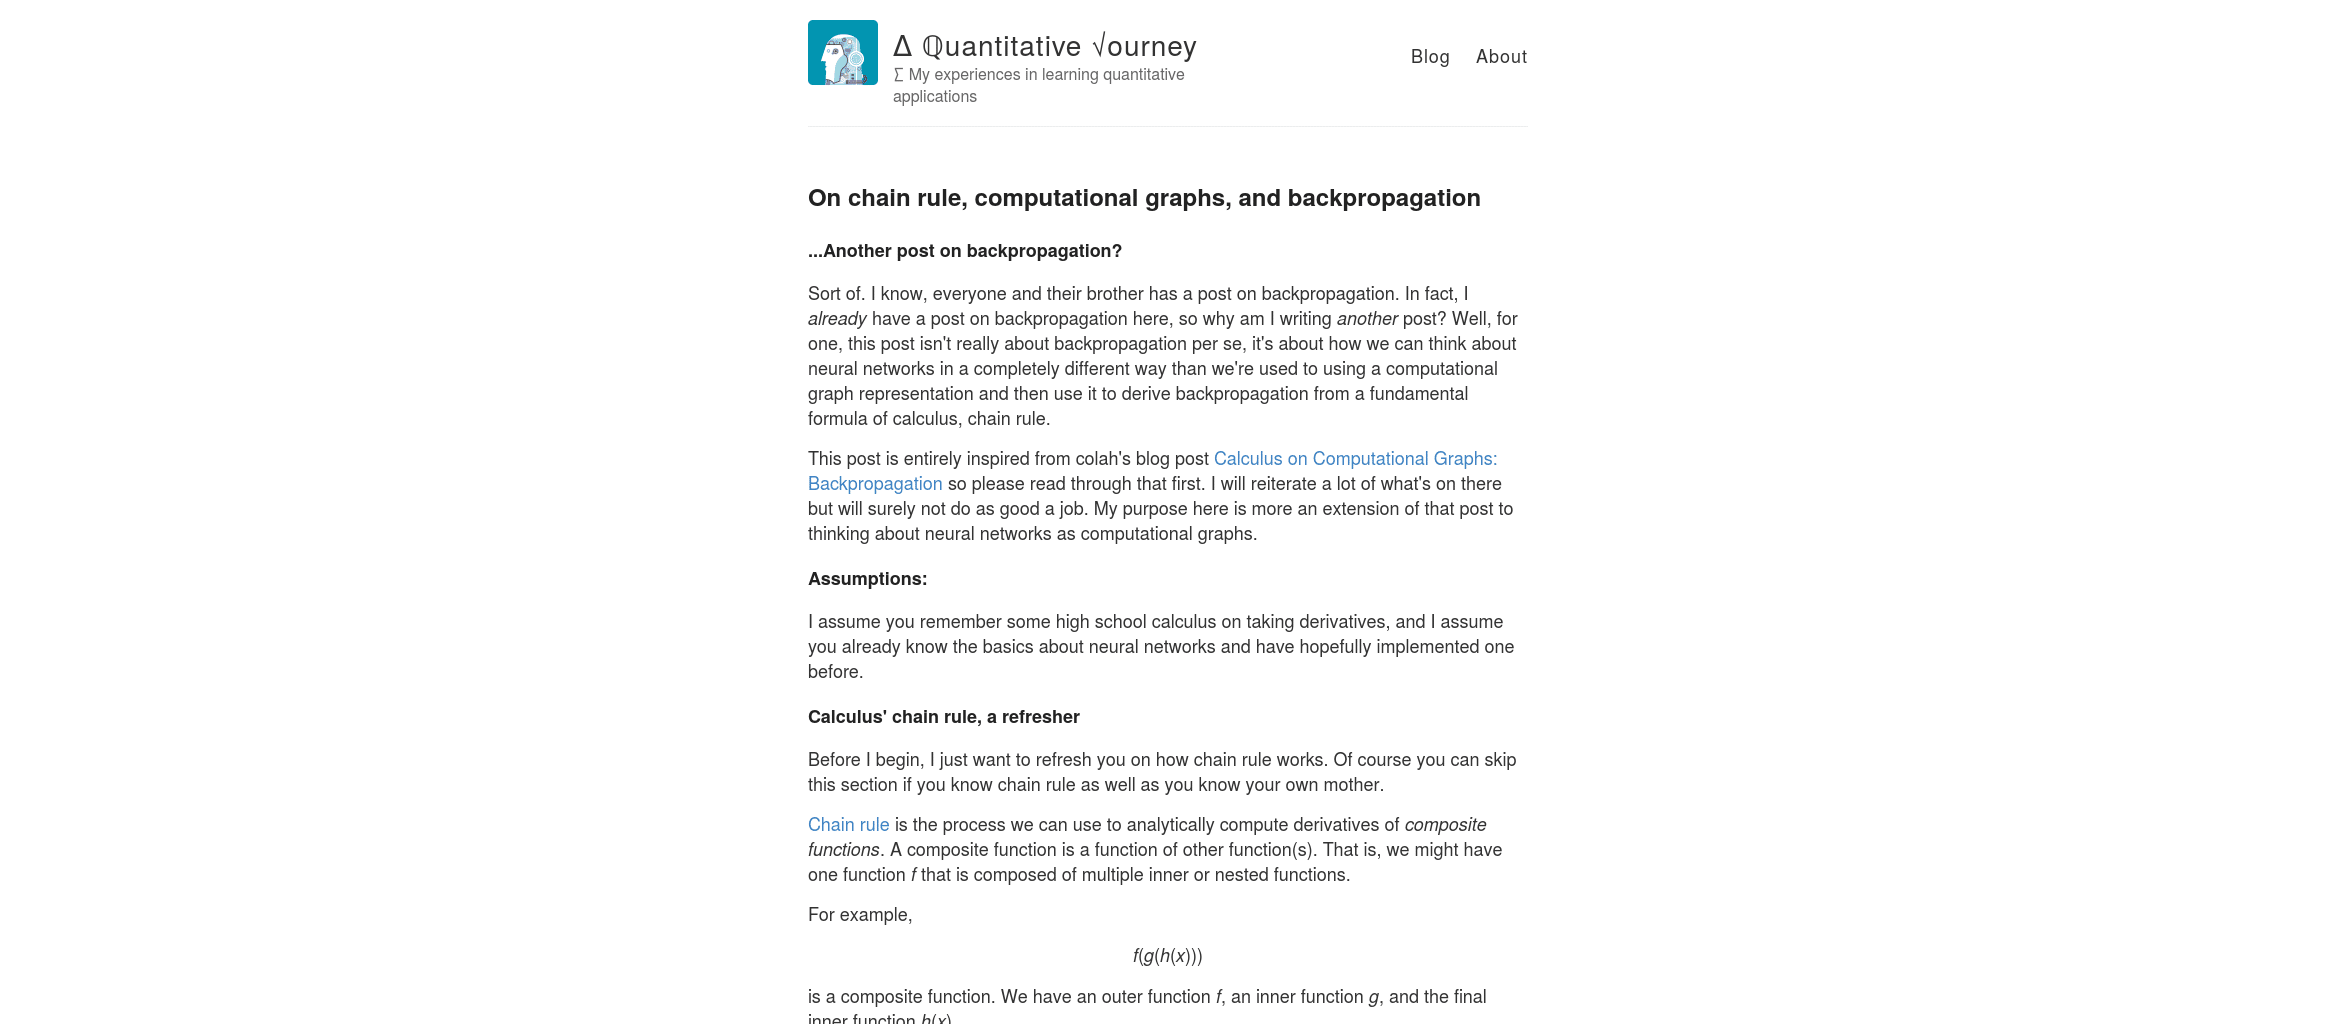 Δ ℚuantitative √ourney
∑ My experiences in learning quantitative
applications
Blog About
On chain rule, computational graphs, and backpropagation
...Another post on backpropagation?
Sort of. I know, everyone and their brother has a post on backpropagation. In fact, I
already have a post on backpropagation here, so why am I writing another post? Well, for
one, this post isn't really about backpropagation per se, it's about how we can think about
neural networks in a completely different way than we're used to using a computational
graph representation and then use it to derive backpropagation from a fundamental
formula of calculus, chain rule.
This post is entirely inspired from colah's blog post Calculus on Computational Graphs:
Backpropagation so please read through that first. I will reiterate a lot of what's on there
but will surely not do as good a job. My purpose here is more an extension of that post to
thinking about neural networks as computational graphs.
Assumptions:
I assume you remember some high school calculus on taking derivatives, and I assume
you already know the basics about neural networks and have hopefully implemented one
before.
Calculus' chain rule, a refresher
Before I begin, I just want to refresh you on how chain rule works. Of course you can skip
this section if you know chain rule as well as you know your own mother.
Chain rule is the process we can use to analytically compute derivatives of composite
functions. A composite function is a function of other function(s). That is, we might have
one function f that is composed of multiple inner or nested functions.
For example,
f(g(h(x)))
is a composite function. We have an outer function f, an inner function g, and the final
inner function h(x)